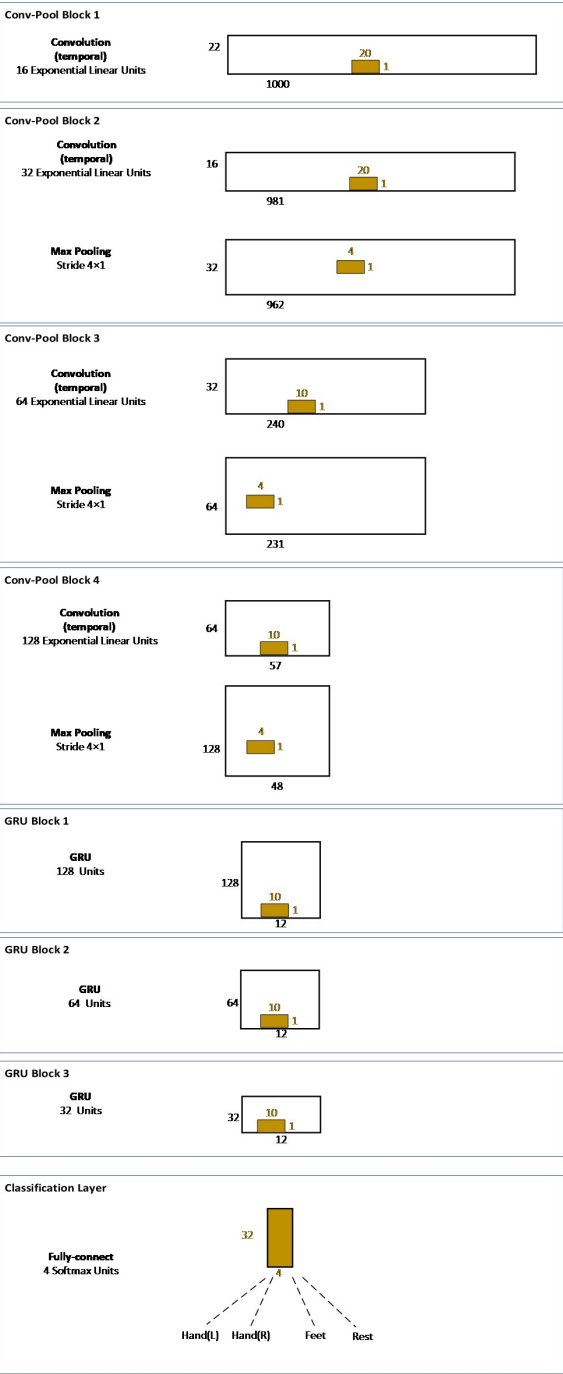 Conv-Pool Block 1
Convolution
(temporal)
16 Exponential Linear Units
22
20
1
1000
Conv-Pool Block 2
Convolution
(temporal)
32 Exponential Linear Units
16
20
1
981
Max Pooling
Stride 4×1
32
4
1
962
Conv-Pool Block 3
Convolution
(temporal)
64 Exponential Linear Units
32
10
1
240
Max Pooling
Stride 4×1
64
4
1
231
Conv-Pool Block 4
Convolution
(temporal)
128 Exponential Linear Units
64
10
1
57
Max Pooling
Stride 4×1
128
4
1
48
GRU Block 1
GRU
128 Units
128
10
1
12
GRU Block 2
GRU
64 Units
64
10
1
12
GRU Block 3
GRU
32 Units
32
10
1
12
Classification Layer
Fully-connect
4 Softmax Units
32
4
Hand(L) Hand(R) Feet Rest